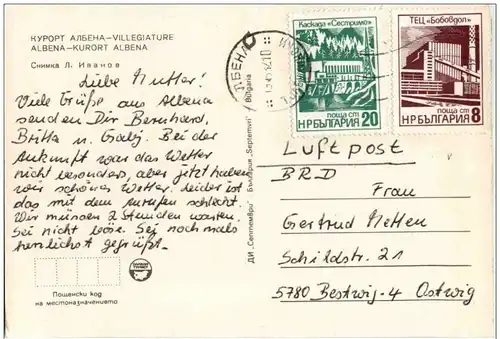 КУРОРТ АЛБЕНА–VILLEGIATURE
ALBENA–KURORT ALBENA
Снимка Л. Иванов
Liebe Mutter!
Viele Grüße aus Albena
senden Dir Bernhard,
Britta u. Gabi. Bei der
Ankunft war das Wetter
nicht besonders, aber jetzt haben
wir schönes Wetter. Leider ist
das mit dem anrufen schlecht.
Wir müssen 2 Stunden warten.
Sei nicht böse. Sei nochmals
herzlichst gegrüßt.
Пощенски код
на местоназначението
ДИ „Септември" България „Septemvri" Bulgaria
Каскада „Сестримо"
поща ст
НР БЪЛГАРИЯ 20
ТЕЦ „Бобовдол"
поща ст
НР БЪЛГАРИЯ 8
Luftpost
BRD
Frau
Gertrud Metten
Schildstr. 21
5780 Bestwig-4 Ostwig